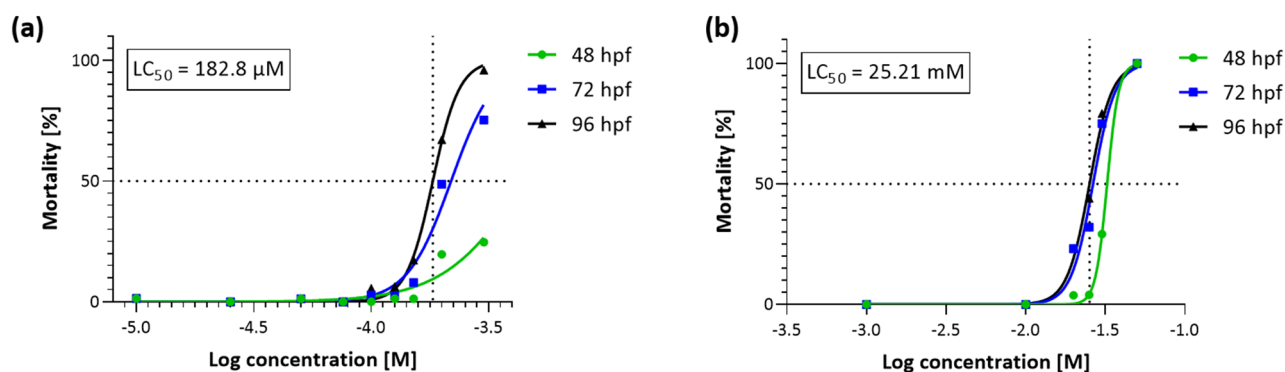 (a)
LC50 = 182.8 µM
48 hpf
72 hpf
96 hpf
Mortality [%]
100
50
0
-5.0 -4.5 -4.0 -3.5
Log concentration [M]
(b)
LC50 = 25.21 mM
48 hpf
72 hpf
96 hpf
Mortality [%]
100
50
0
-3.5 -3.0 -2.5 -2.0 -1.5 -1.0
Log concentration [M]